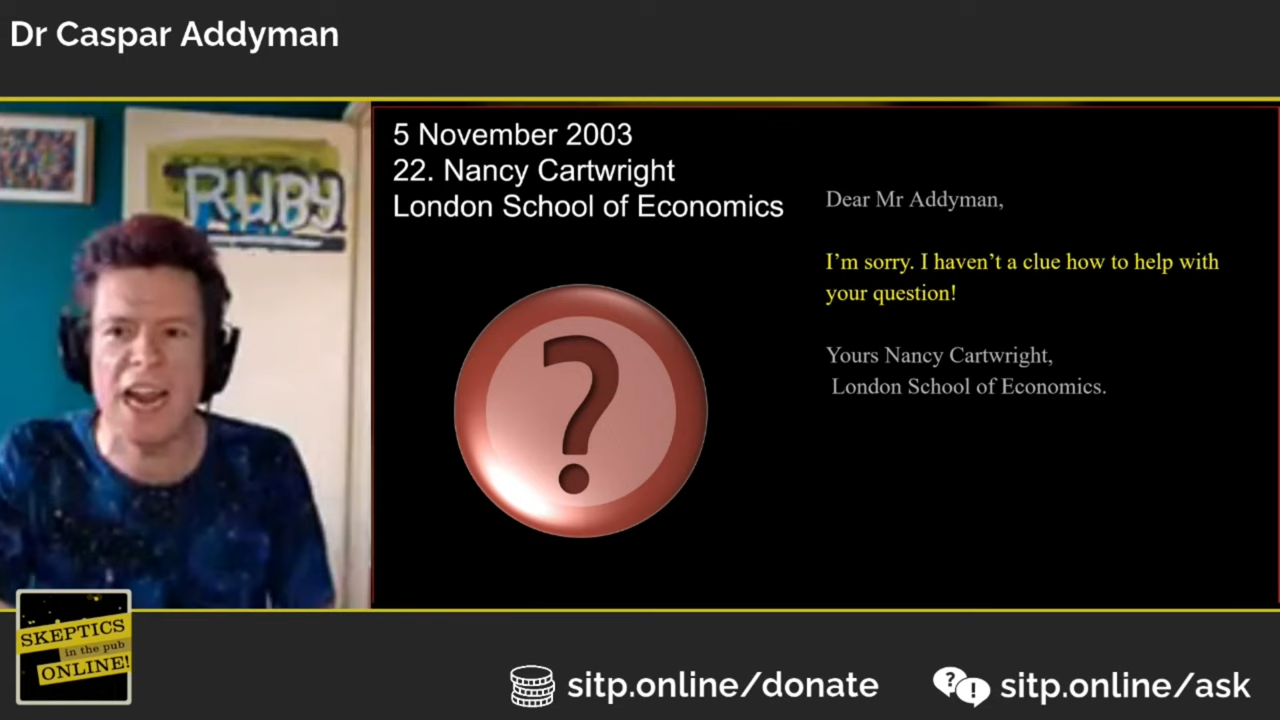 Dr Caspar Addyman
RUBY
5 November 2003
22. Nancy Cartwright
London School of Economics
?
Dear Mr Addyman,
I'm sorry. I haven't a clue how to help with
your question!
Yours Nancy Cartwright,
London School of Economics.
SKEPTICS
in the pub
ONLINE!
sitp.online/donate
? !
sitp.online/ask